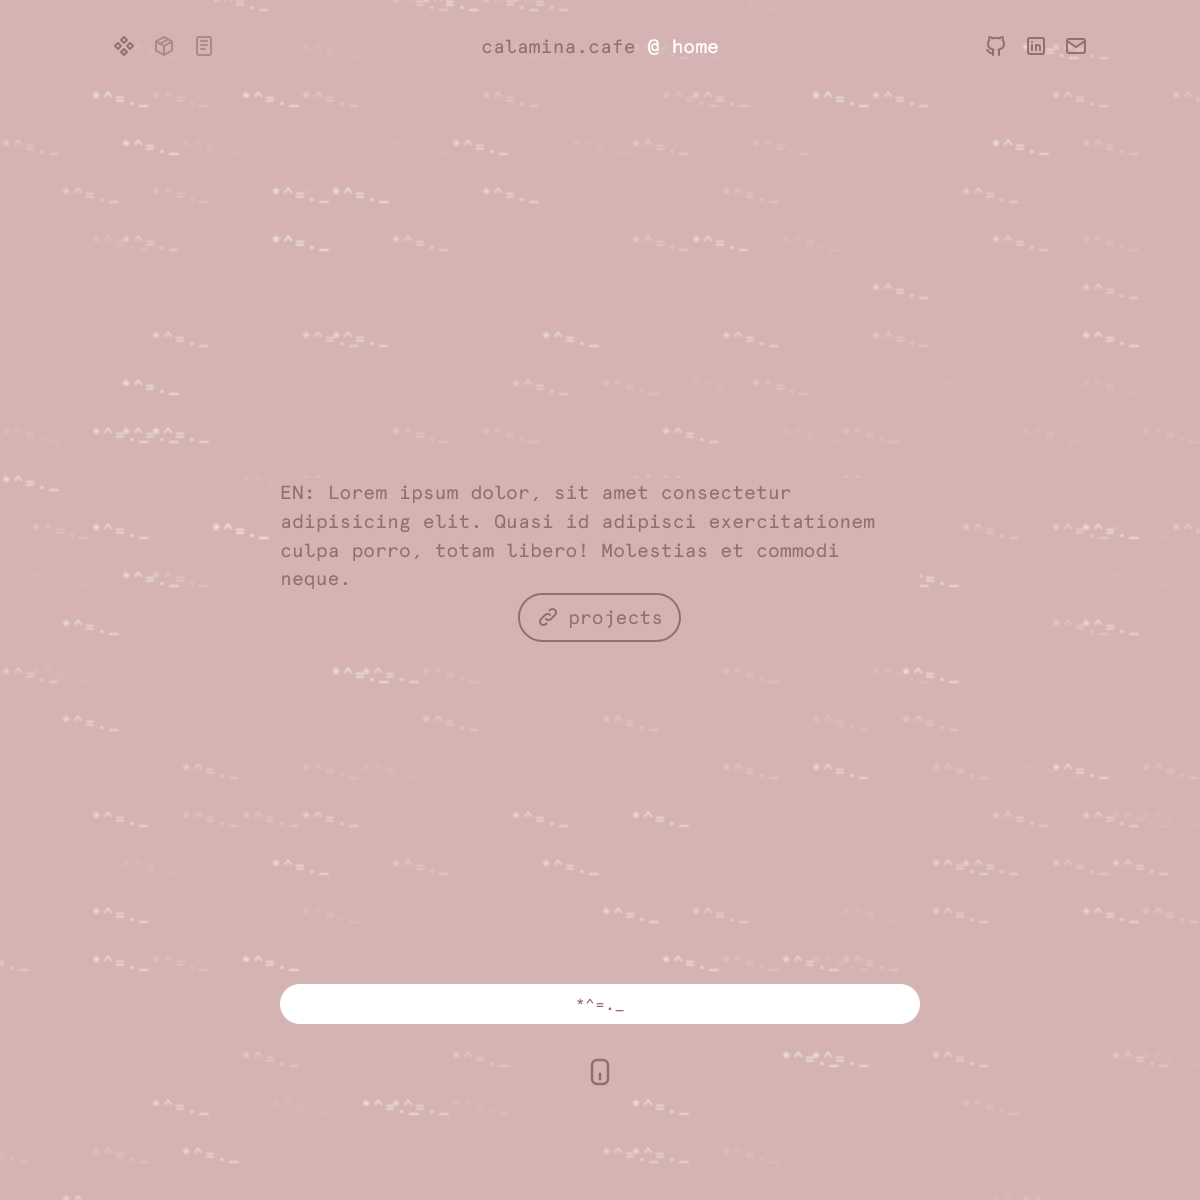 calamina.cafe @ home
EN: Lorem ipsum dolor, sit amet consectetur
adipisicing elit. Quasi id adipisci exercitationem
culpa porro, totam libero! Molestias et commodi
neque.
projects
*^=._